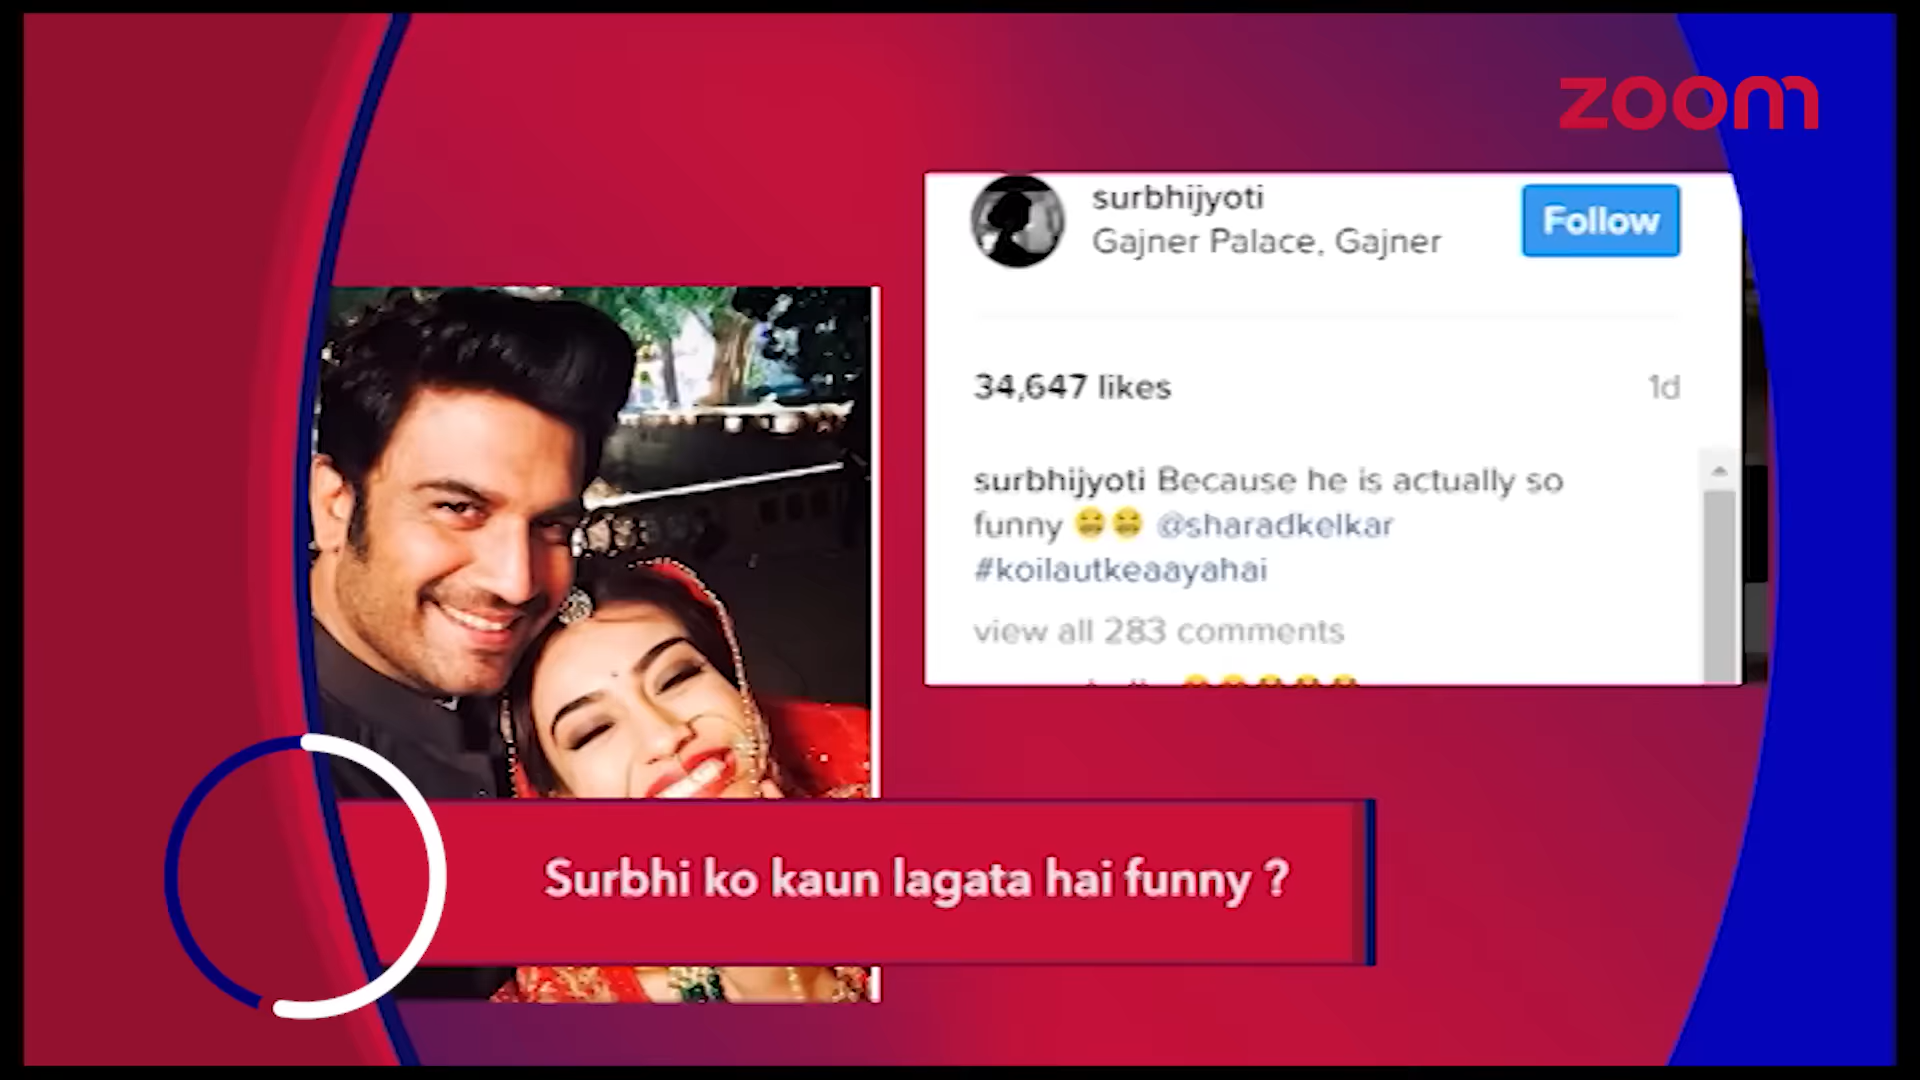 zoom
surbhijyoti
Gajner Palace, Gajner
Follow
34,647 likes
1d
surbhijyoti Because he is actually so
funny 😝😝 @sharadkelkar
#koilautkeaayahai
view all 283 comments
Surbhi ko kaun lagata hai funny ?